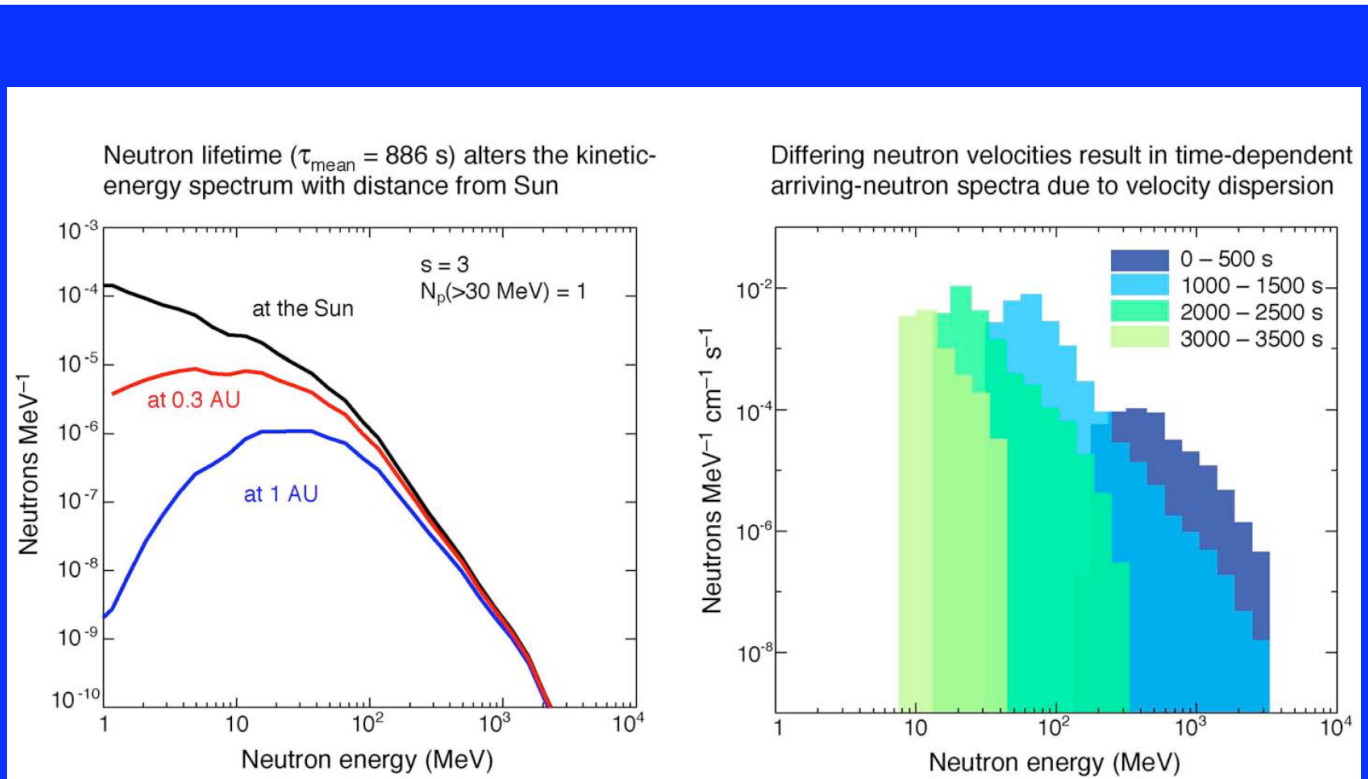 Neutron lifetime (τmean = 886 s) alters the kinetic-
energy spectrum with distance from Sun
10⁻³
10⁻⁴
10⁻⁵
10⁻⁶
10⁻⁷
10⁻⁸
10⁻⁹
10⁻¹⁰
Neutrons MeV⁻¹
s = 3
Np(>30 MeV) = 1
at the Sun
at 0.3 AU
at 1 AU
1 10 10² 10³ 10⁴
Neutron energy (MeV)
Differing neutron velocities result in time-dependent
arriving-neutron spectra due to velocity dispersion
10⁻²
10⁻⁴
10⁻⁶
10⁻⁸
Neutrons MeV⁻¹ cm⁻¹ s⁻¹
0 – 500 s
1000 – 1500 s
2000 – 2500 s
3000 – 3500 s
1 10 10² 10³ 10⁴
Neutron energy (MeV)